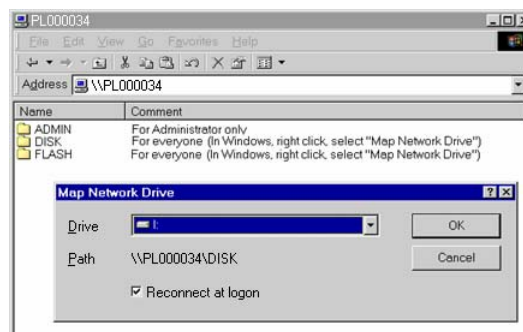 PL000034
File Edit View Go Favorites Help
Address \\PL000034
Name Comment
ADMIN For Administrator only
DISK For everyone (In Windows, right click, select "Map Network Drive")
FLASH For everyone (In Windows, right click, select "Map Network Drive")
Map Network Drive
Drive I:
OK
Path \\PL000034\DISK
Cancel
Reconnect at logon